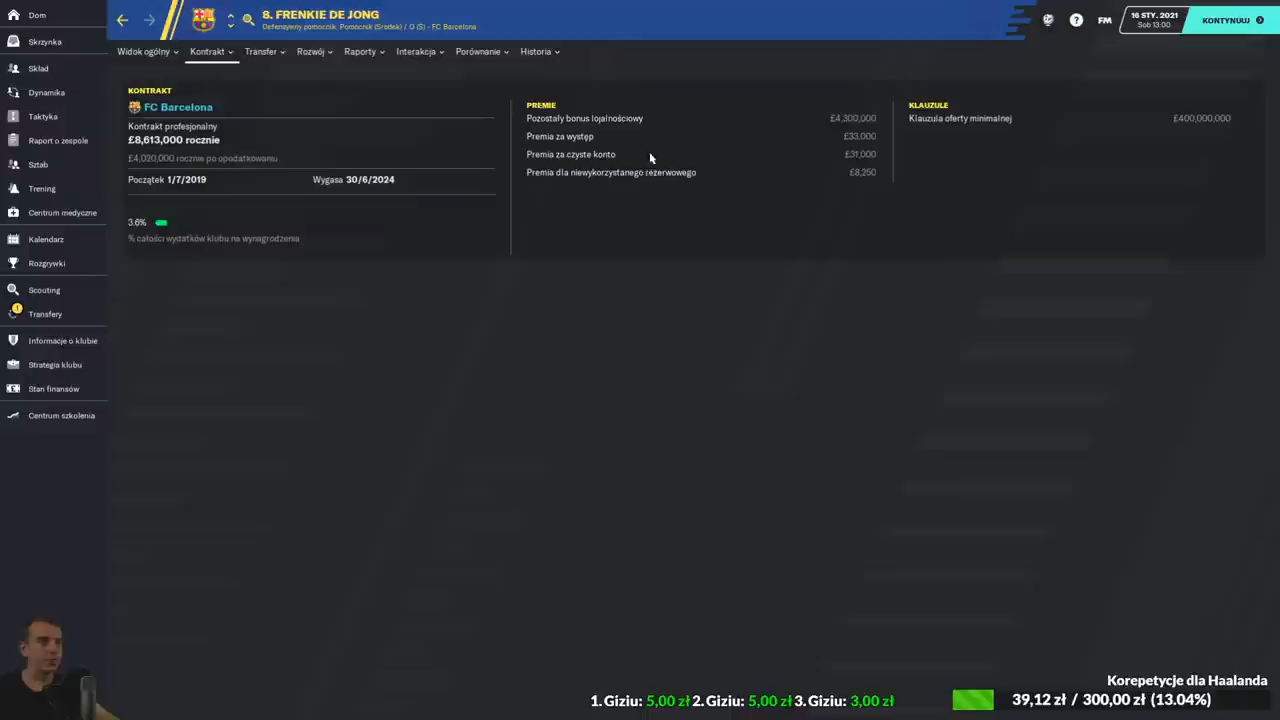 Dom
Skrzynka
Skład
Dynamika
Taktyka
Raport o zespole
Sztab
Trening
Centrum medyczne
Kalendarz
Rozgrywki
Scouting
Transfery
Informacje o klubie
Strategia klubu
Stan finansów
Centrum szkolenia
8. FRENKIE DE JONG
Defensywny pomocnik, Pomocnik (Środek) / O (Ś) - FC Barcelona
FM
16 STY. 2021
Sob 13:00
KONTYNUUJ
Widok ogólny
Kontrakt
Transfer
Rozwój
Raporty
Interakcja
Porównanie
Historia
KONTRAKT
FC Barcelona
Kontrakt profesjonalny
£8,613,000 rocznie
£4,020,000 rocznie po opodatkowaniu
Początek 1/7/2019 Wygasa 30/6/2024
3.6%
% całości wydatków klubu na wynagrodzenia
PREMIE
Pozostały bonus lojalnościowy £4,300,000
Premia za występ £33,000
Premia za czyste konto £31,000
Premia dla niewykorzystanego rezerwowego £8,250
KLAUZULE
Klauzula oferty minimalnej £400,000,000
Korepetycje dla Haalanda
1. Giziu: 5,00 zł 2. Giziu: 5,00 zł 3. Giziu: 3,00 zł
39,12 zł / 300,00 zł (13.04%)